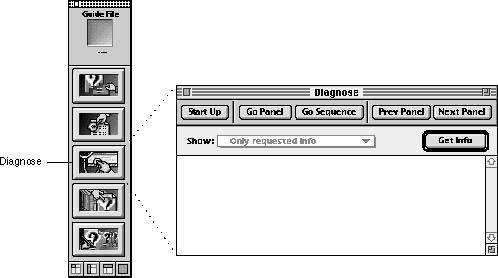 Guide File
Diagnose
Diagnose
Start Up
Go Panel
Go Sequence
Prev Panel
Next Panel
Show:
Only requested info
Get Info